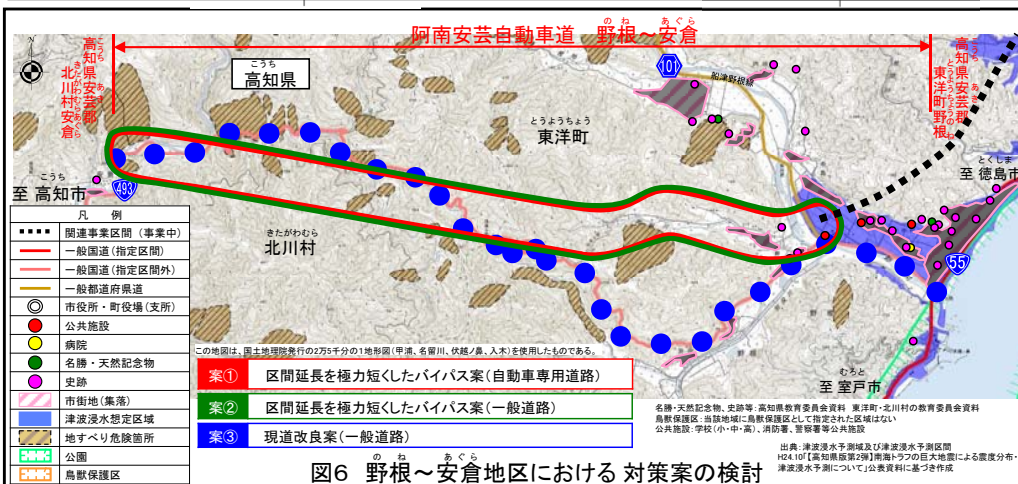 阿南安芸自動車道 野根～安倉
のね あぐら
高知県安芸郡
こうち あき
北川村安倉
きたがわむらあぐら
高知県
こうち
101
船津野根線
東洋町
とうようちょう
高知県安芸郡
こうち あき
東洋町野根
とうようちょうのね
至 徳島市
とくしま
至 高知市
こうち
493
北川村
きたがわむら
55
野根
至 室戸市
むろと
凡 例
関連事業区間（事業中）
一般国道（指定区間）
一般国道（指定区間外）
一般都道府県道
市役所・町役場（支所）
公共施設
病院
名勝・天然記念物
史跡
市街地（集落）
津波浸水想定区域
地すべり危険箇所
公園
鳥獣保護区
この地図は、国土地理院発行の2万5千分の1地形図（甲浦、名留川、伏越ノ鼻、入木）を使用したものである。
案① 区間延長を極力短くしたバイパス案（自動車専用道路）
案② 区間延長を極力短くしたバイパス案（一般道路）
案③ 現道改良案（一般道路）
名勝・天然記念物、史跡等：高知県教育委員会資料 東洋町・北川村の教育委員会資料
鳥獣保護区：当該地域に鳥獣保護区として指定された区域はない
公共施設：学校（小・中・高）、消防署、警察署等公共施設
出典：津波浸水予測域及び津波浸水予測区間
H24.10「【高知県版第2弾】南海トラフの巨大地震による震度分布・
津波浸水予測について」公表資料に基づき作成
図6 野根～安倉地区における 対策案の検討
のね あぐら